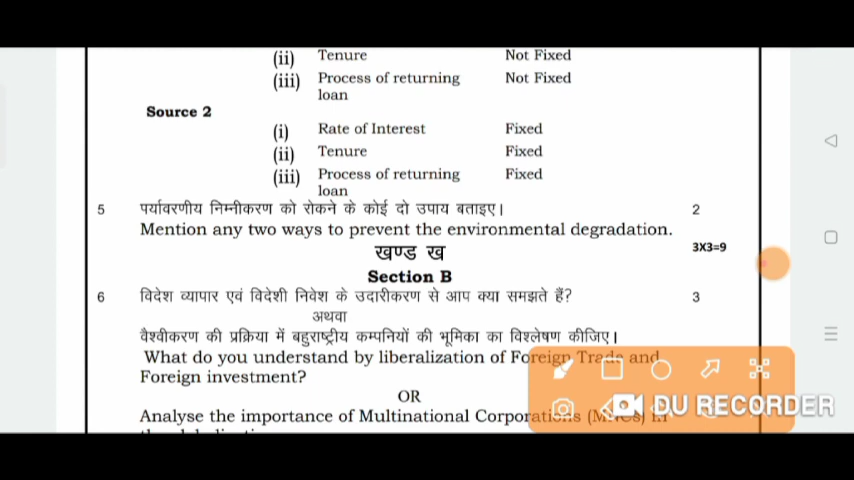 (ii) Tenure Not Fixed
(iii) Process of returning loan Not Fixed
Source 2
(i) Rate of Interest Fixed
(ii) Tenure Fixed
(iii) Process of returning loan Fixed
5 पर्यावरणीय निम्नीकरण को रोकने के कोई दो उपाय बताइए। 2
Mention any two ways to prevent the environmental degradation.
खण्ड ख 3X3=9
Section B
6 विदेश व्यापार एवं विदेशी निवेश के उदारीकरण से आप क्या समझते हैं? 3
अथवा
वैश्वीकरण की प्रक्रिया में बहुराष्ट्रीय कम्पनियों की भूमिका का विश्लेषण कीजिए।
What do you understand by liberalization of Foreign Trade and
Foreign investment?
OR
Analyse the importance of Multinational Corporations (MNCs) in
DU RECORDER